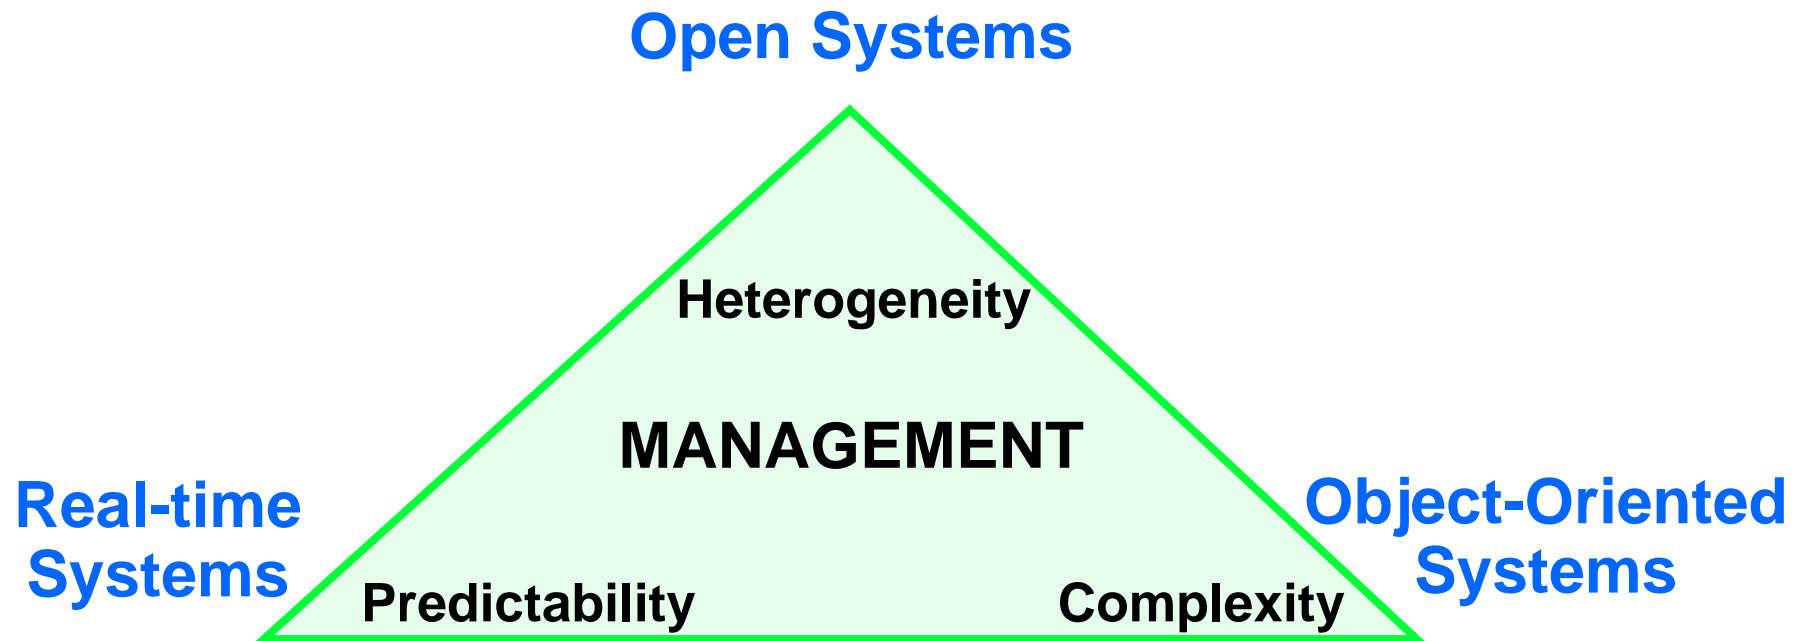 Open Systems
Heterogeneity
MANAGEMENT
Real-time
Systems
Object-Oriented
Systems
Predictability
Complexity